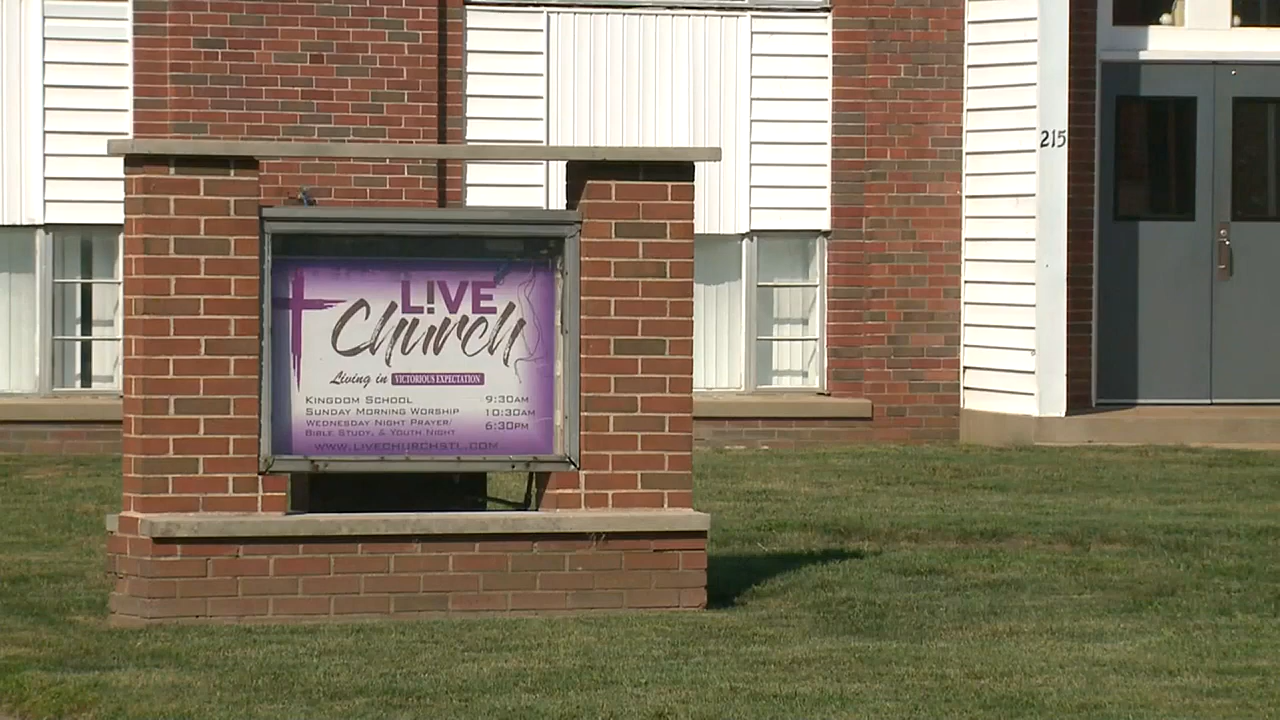 L!VE
Church
Living in VICTORIOUS EXPECTATION
KINGDOM SCHOOL 9:30AM
SUNDAY MORNING WORSHIP 10:30AM
WEDNESDAY NIGHT PRAYER/ 6:30PM
BIBLE STUDY, & YOUTH NIGHT
WWW.LIVECHURCHSTL.COM
215